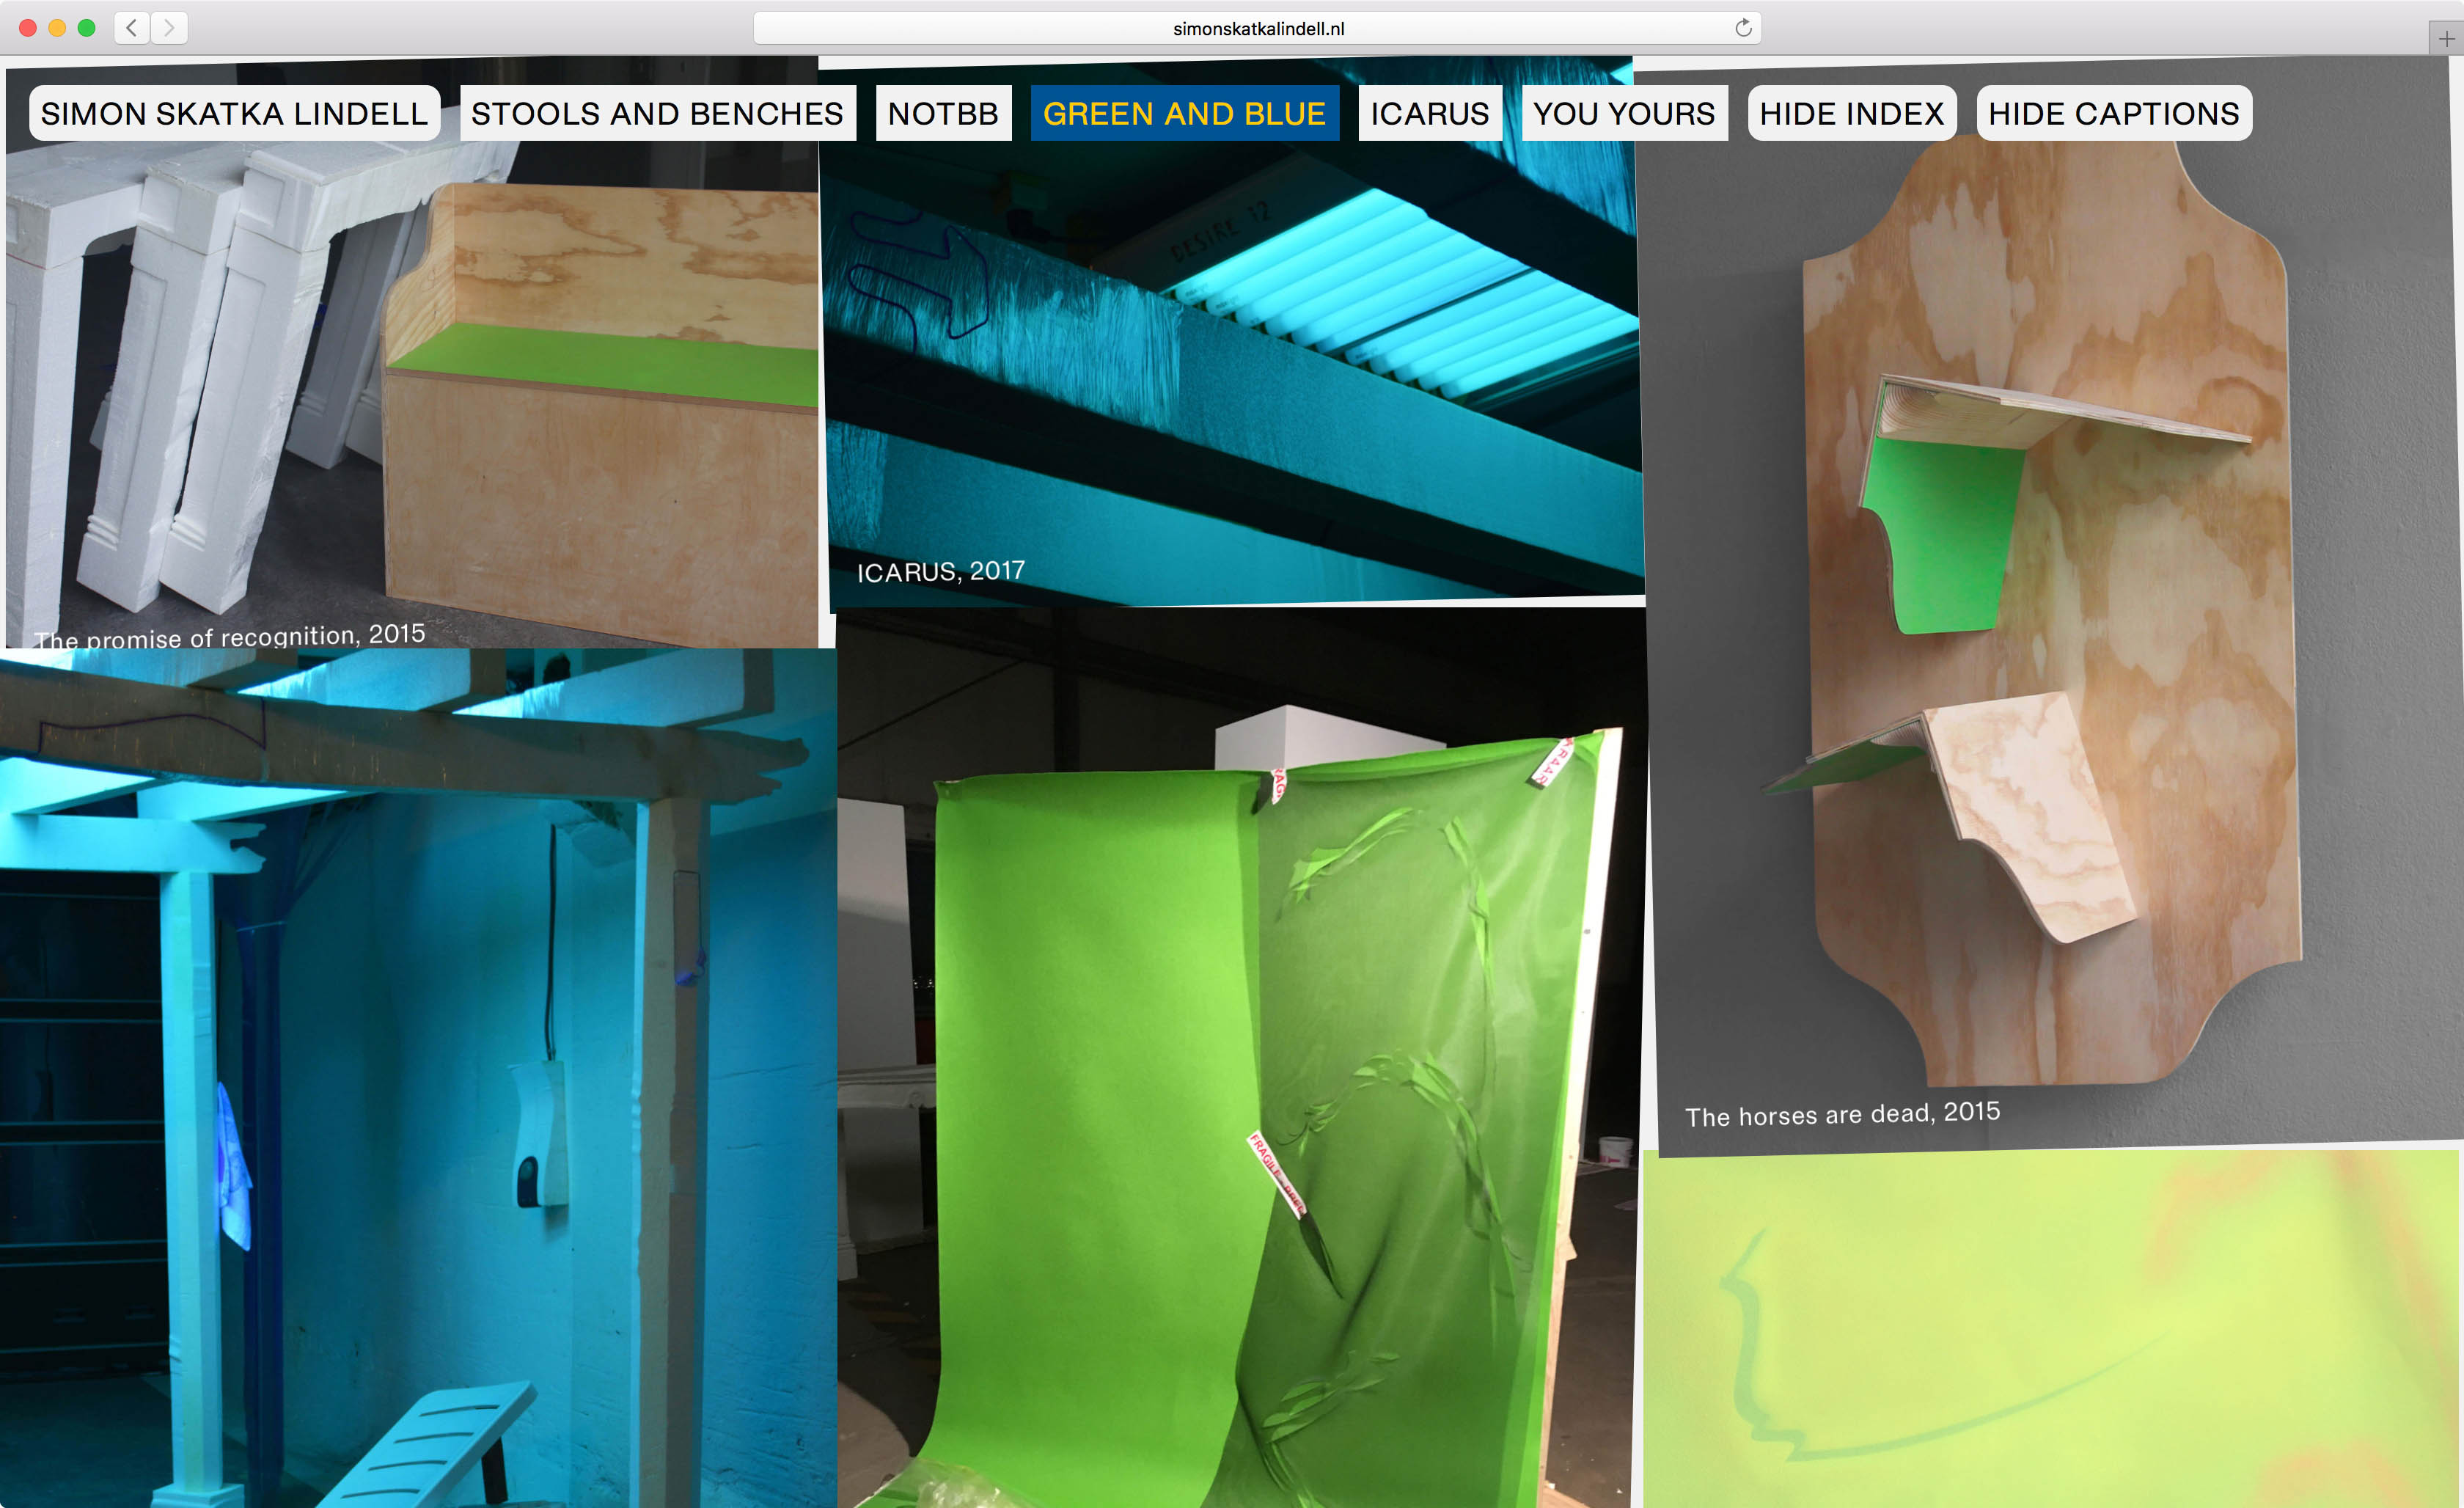 simonskatkalindell.nl
SIMON SKATKA LINDELL
STOOLS AND BENCHES
NOTBB
GREEN AND BLUE
ICARUS
YOU YOURS
HIDE INDEX
HIDE CAPTIONS
DESIRE 12
ICARUS, 2017
The promise of recognition, 2015
FRAGILE
The horses are dead, 2015